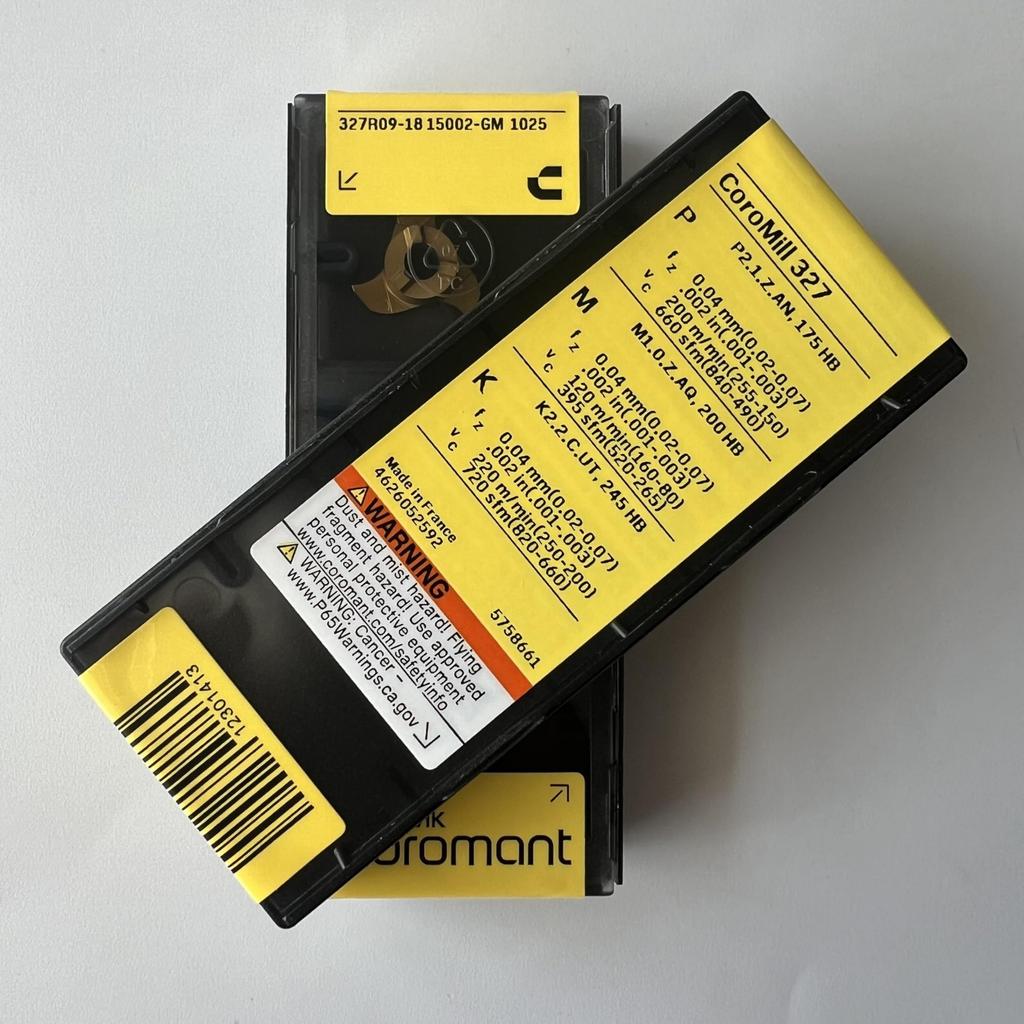 327R09-18 15002-GM 1025
CoroMill 327
P
P2.1.Z.AN, 175 HB
fz 0.04 mm(0.02-0.07)
.002 in(.001-.003)
vc 200 m/min(255-150)
660 sfm(840-490)
M
M1.0.Z.AQ, 200 HB
fz 0.04 mm(0.02-0.07)
.002 in(.001-.003)
vc 120 m/min(160-80)
395 sfm(520-265)
K
K2.2.C.UT, 245 HB
fz 0.04 mm(0.02-0.07)
.002 in(.001-.003)
vc 220 m/min(250-200)
720 sfm(820-660)
Made in France
4626052592
5758661
⚠WARNING
Dust and mist hazard! Flying
fragment hazard! Use approved
personal protective equipment
www.coromant.com/safetyinfo
⚠ WARNING: Cancer –
www.P65Warnings.ca.gov
12301413
oromant